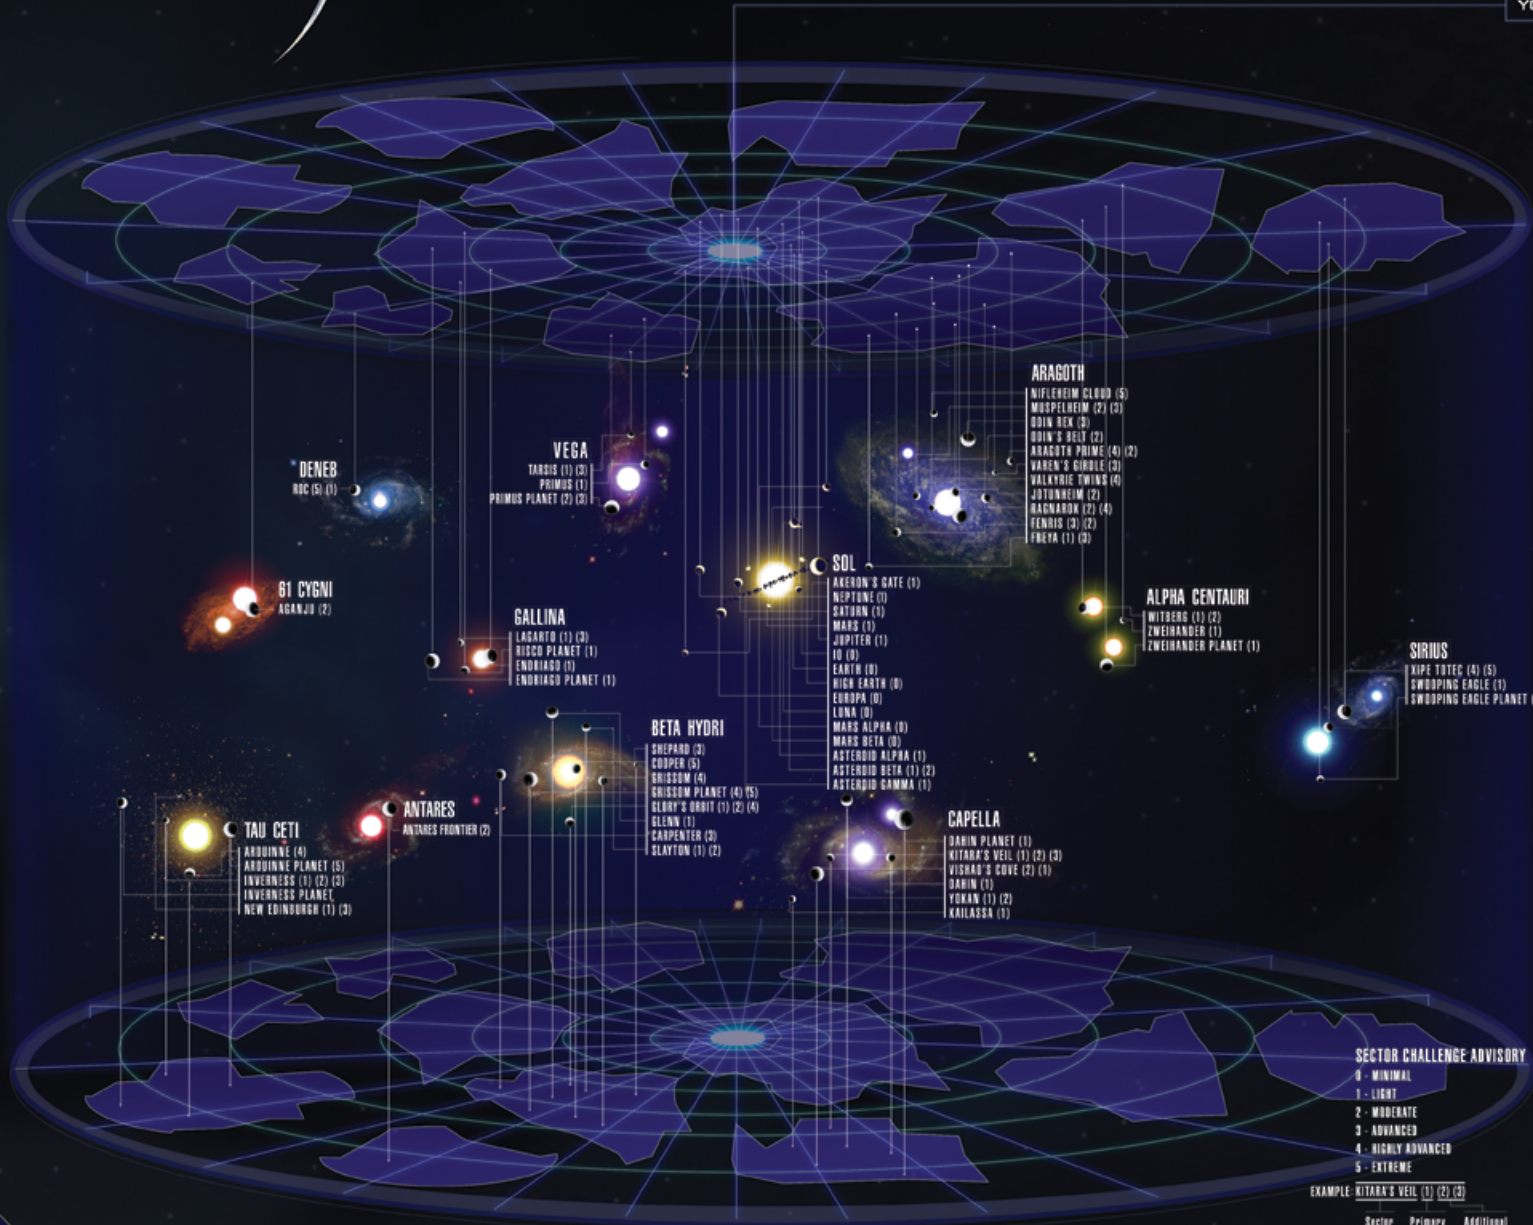 ARAGOTH
NIFLEHEIM CLOUD (5)
MUSPELHEIM (2) (3)
ODIN REX (3)
ODIN'S BELT (2)
ARAGOTH PRIME (4) (2)
VAREN'S GIRDLE (3)
VALKYRIE TWINS (4)
JOTUNHEIM (2)
RAGNAROK (2) (4)
FENRIS (3) (2)
FREYA (1) (3)
VEGA
TARSIS (1) (3)
PRIMUS (1)
PRIMUS PLANET (2) (3)
DENEB
ROC (5) (1)
61 CYGNI
AGANJU (2)
GALLINA
LAGARTO (1) (3)
RISCO PLANET (1)
ENDRIAGO (1)
ENDRIAGO PLANET (1)
SOL
AKERON'S GATE (1)
NEPTUNE (1)
SATURN (1)
MARS (1)
JUPITER (1)
IO (0)
EARTH (0)
HIGH EARTH (0)
EUROPA (0)
LUNA (0)
MARS ALPHA (0)
MARS BETA (0)
ASTEROID ALPHA (1)
ASTEROID BETA (1) (2)
ASTEROID GAMMA (1)
ALPHA CENTAURI
WITBERG (1) (2)
ZWEIHANDER (1)
ZWEIHANDER PLANET (1)
SIRIUS
XIPE TOTEC (4) (5)
SWOOPING EAGLE (1)
SWOOPING EAGLE PLANET
BETA HYDRI
SHEPARD (3)
COOPER (5)
GRISSOM (4)
GRISSOM PLANET (4) (5)
GLORY'S ORBIT (1) (2) (4)
GLENN (1)
CARPENTER (3)
SLAYTON (1) (2)
ANTARES
ANTARES FRONTIER (2)
TAU CETI
ARDUINNE (4)
ARDUINNE PLANET (5)
INVERNESS (1) (2) (3)
INVERNESS PLANET
NEW EDINBURGH (1) (3)
CAPELLA
DAHIN PLANET (1)
KITARA'S VEIL (1) (2) (3)
VISHAD'S COVE (2) (1)
DAHIN (1)
YOKAN (1) (2)
KAILASSA (1)
SECTOR CHALLENGE ADVISORY
0 - MINIMAL
1 - LIGHT
2 - MODERATE
3 - ADVANCED
4 - HIGHLY ADVANCED
5 - EXTREME
EXAMPLE: KITARA'S VEIL (1) (2) (3)
Sector Primary Additional